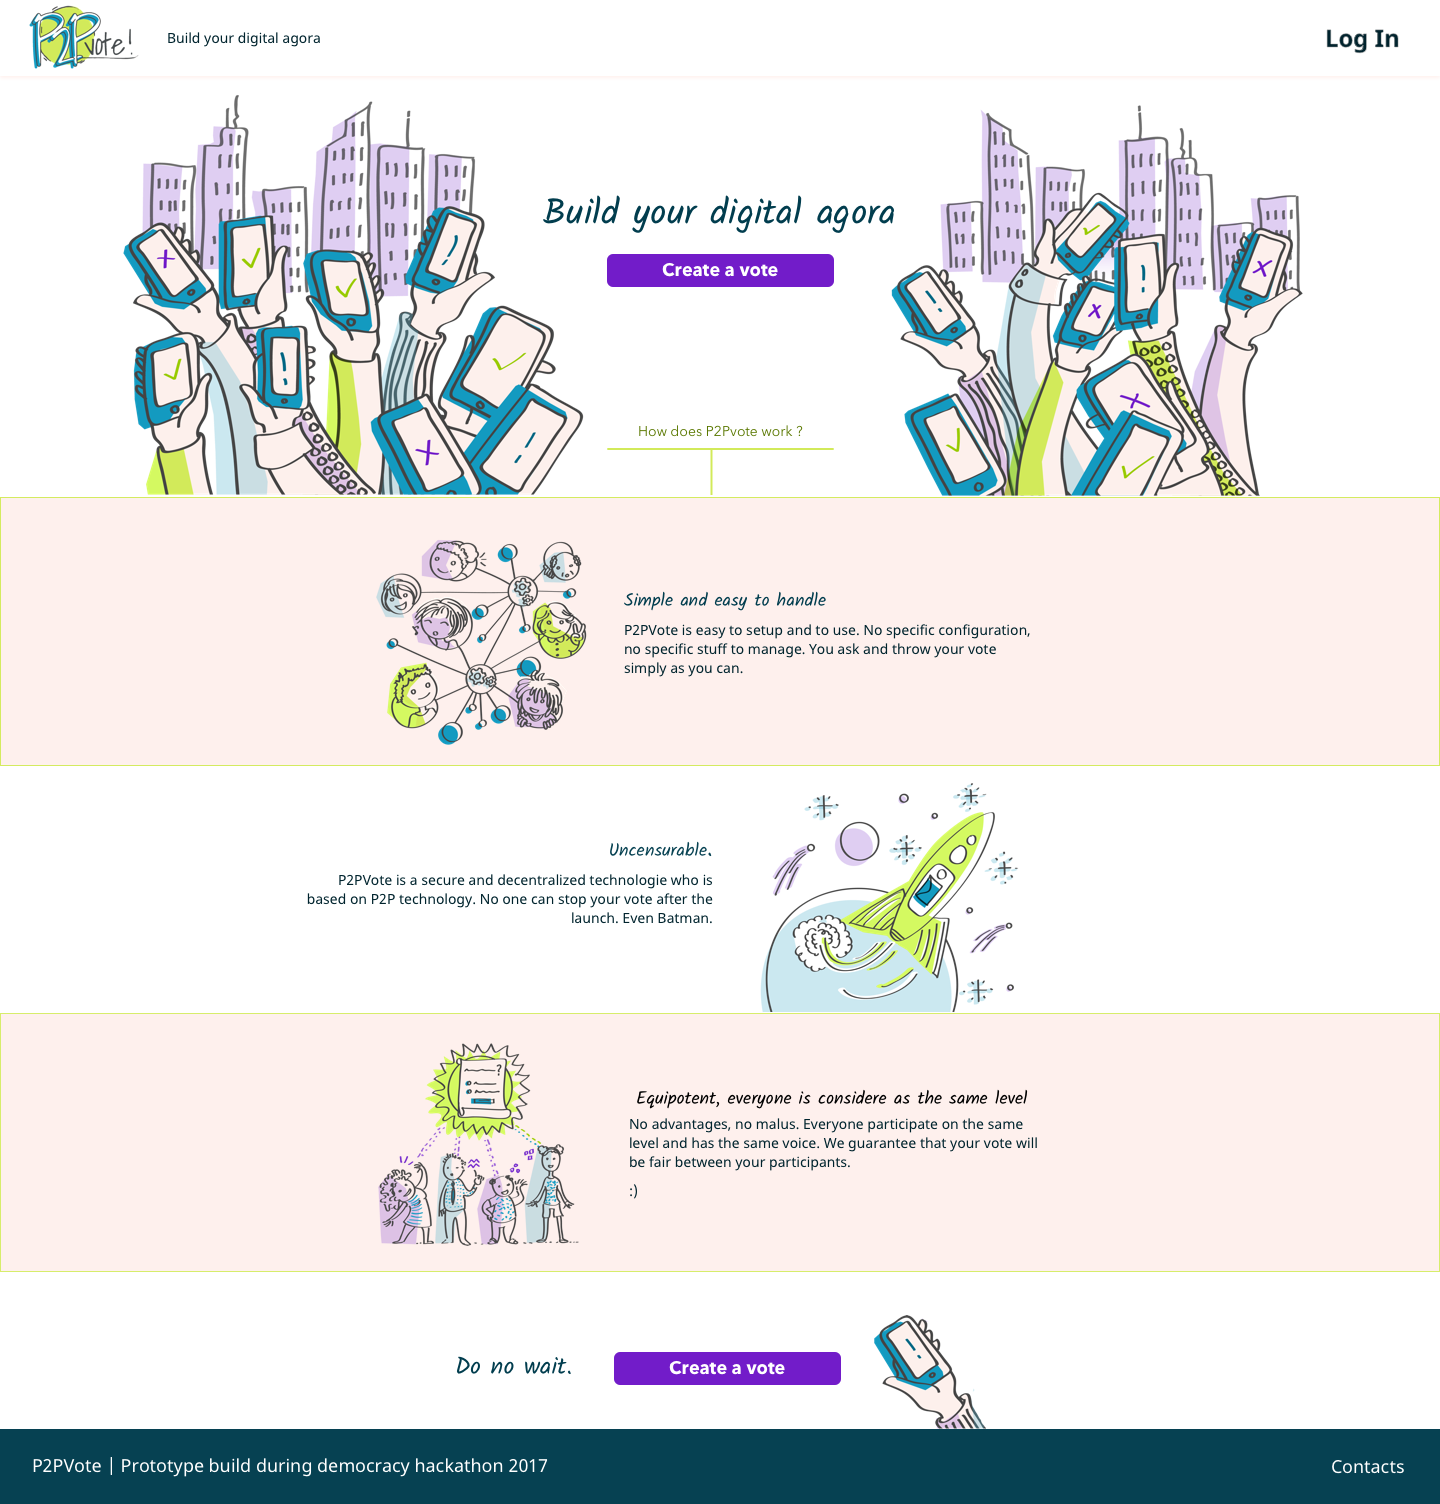 P2P vote!
Build your digital agora
Log In
Build your digital agora
Create a vote
How does P2Pvote work ?
Simple and easy to handle
P2PVote is easy to setup and to use. No specific configuration,
no specific stuff to manage. You ask and throw your vote
simply as you can.
Uncensurable.
P2PVote is a secure and decentralized technologie who is
based on P2P technology. No one can stop your vote after the
launch. Even Batman.
Equipotent, everyone is considere as the same level
No advantages, no malus. Everyone participate on the same
level and has the same voice. We guarantee that your vote will
be fair between your participants.
:)
Do no wait.
Create a vote
P2PVote | Prototype build during democracy hackathon 2017
Contacts